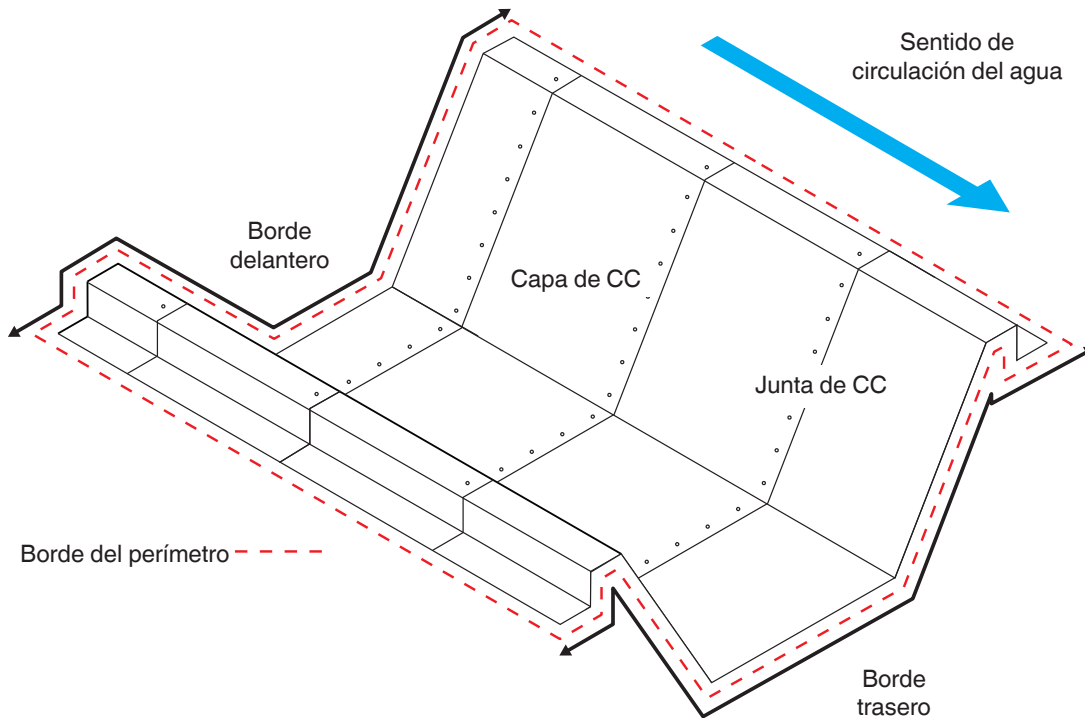 Sentido de
circulación del agua
Borde
delantero
Capa de CC
Junta de CC
Borde del perímetro
Borde
trasero